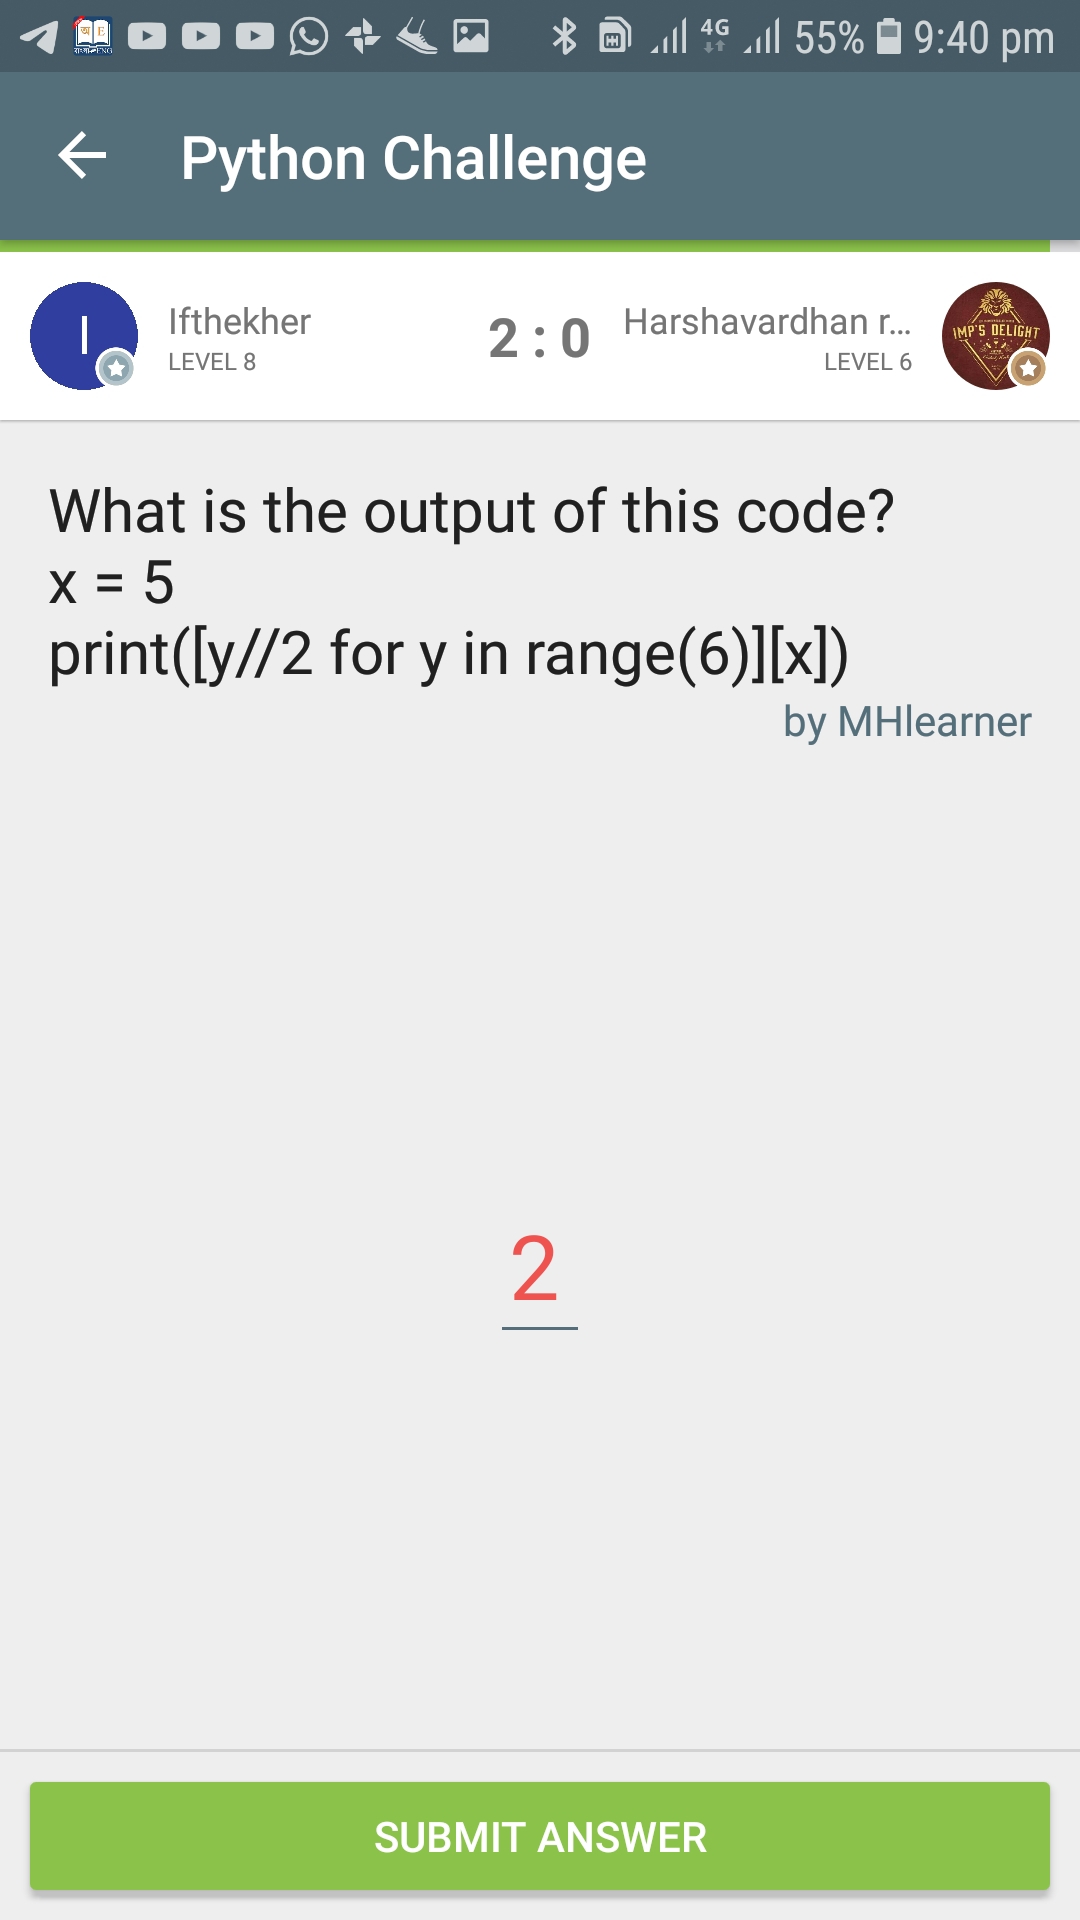 4G 55% 9:40 pm
Python Challenge
I Ifthekher 2 : 0 Harshavardhan r... IMP'S DELIGHT
LEVEL 8 LEVEL 6
What is the output of this code?
x = 5
print([y//2 for y in range(6)][x])
by MHlearner
2
SUBMIT ANSWER